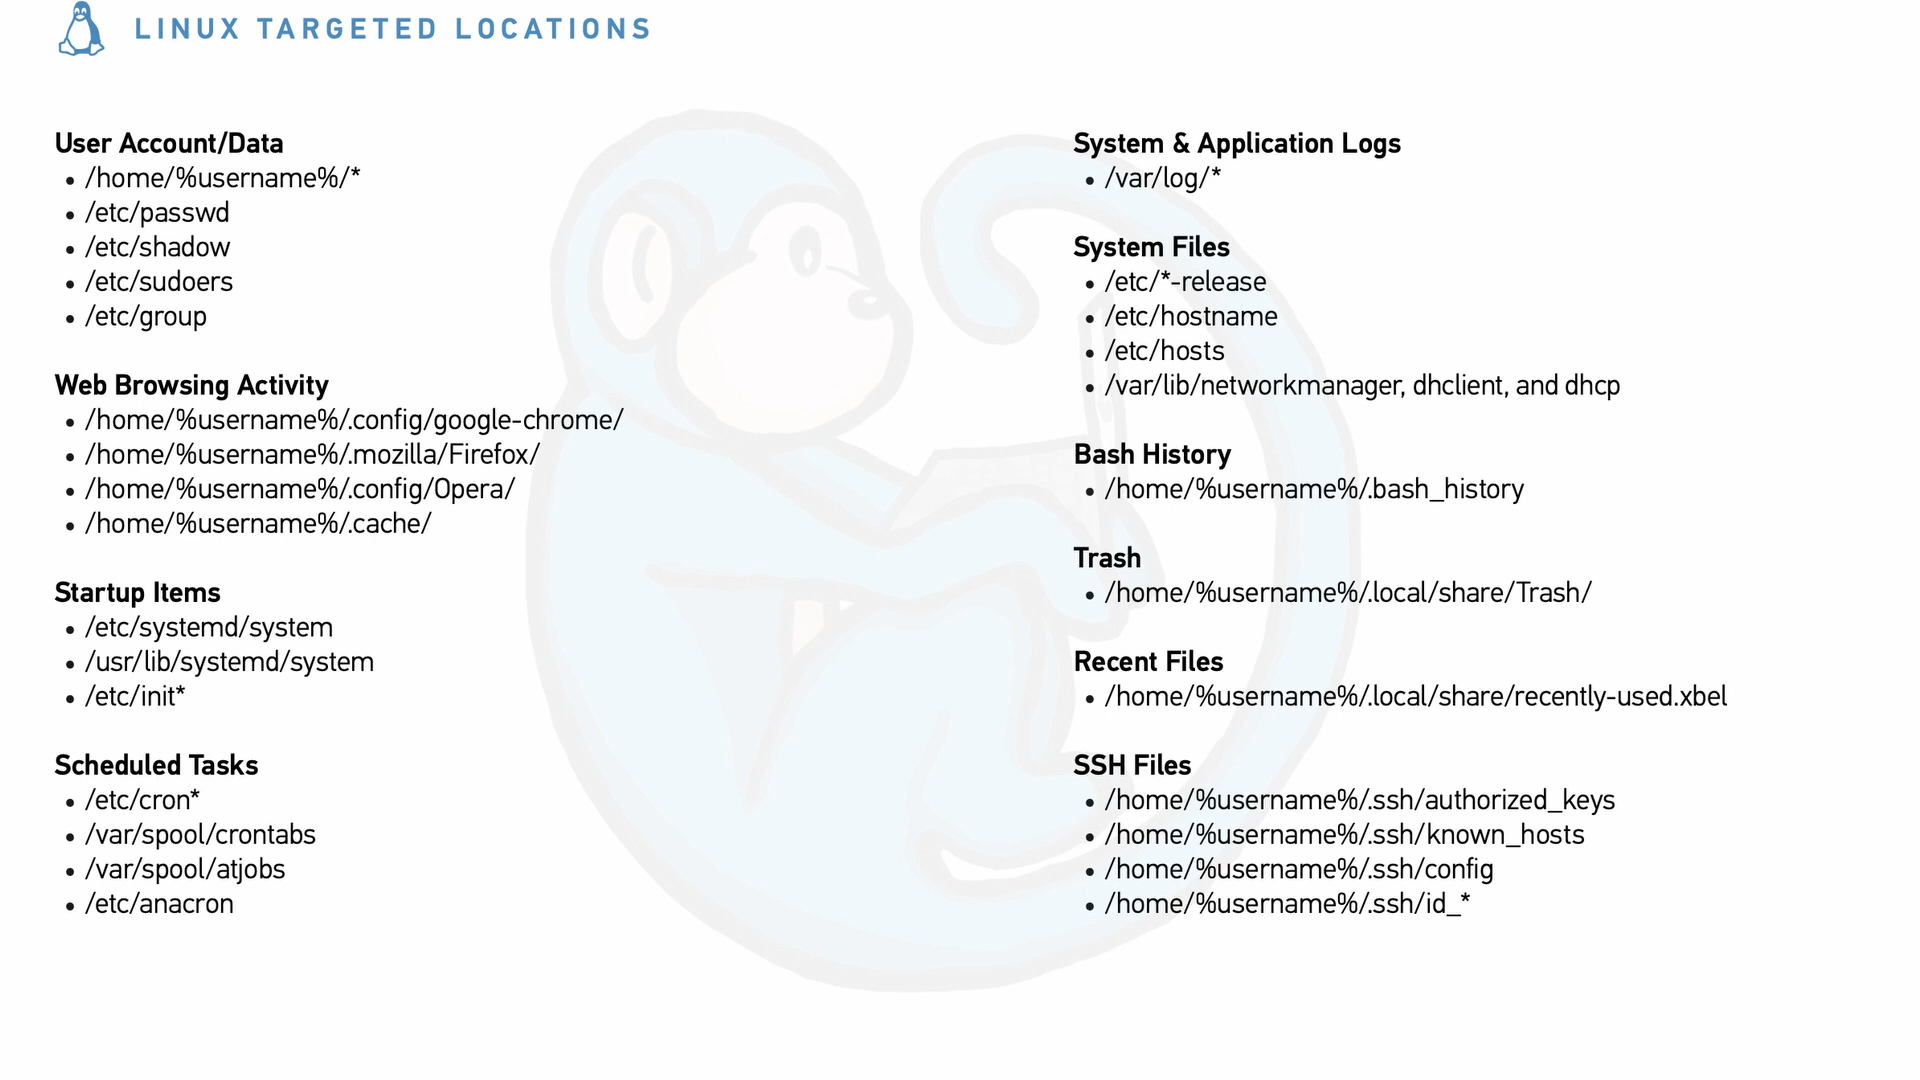 LINUX TARGETED LOCATIONS
User Account/Data
• /home/%username%/*
• /etc/passwd
• /etc/shadow
• /etc/sudoers
• /etc/group
Web Browsing Activity
• /home/%username%/.config/google-chrome/
• /home/%username%/.mozilla/Firefox/
• /home/%username%/.config/Opera/
• /home/%username%/.cache/
Startup Items
• /etc/systemd/system
• /usr/lib/systemd/system
• /etc/init*
Scheduled Tasks
• /etc/cron*
• /var/spool/crontabs
• /var/spool/atjobs
• /etc/anacron
System & Application Logs
• /var/log/*
System Files
• /etc/*-release
• /etc/hostname
• /etc/hosts
• /var/lib/networkmanager, dhclient, and dhcp
Bash History
• /home/%username%/.bash_history
Trash
• /home/%username%/.local/share/Trash/
Recent Files
• /home/%username%/.local/share/recently-used.xbel
SSH Files
• /home/%username%/.ssh/authorized_keys
• /home/%username%/.ssh/known_hosts
• /home/%username%/.ssh/config
• /home/%username%/.ssh/id_*